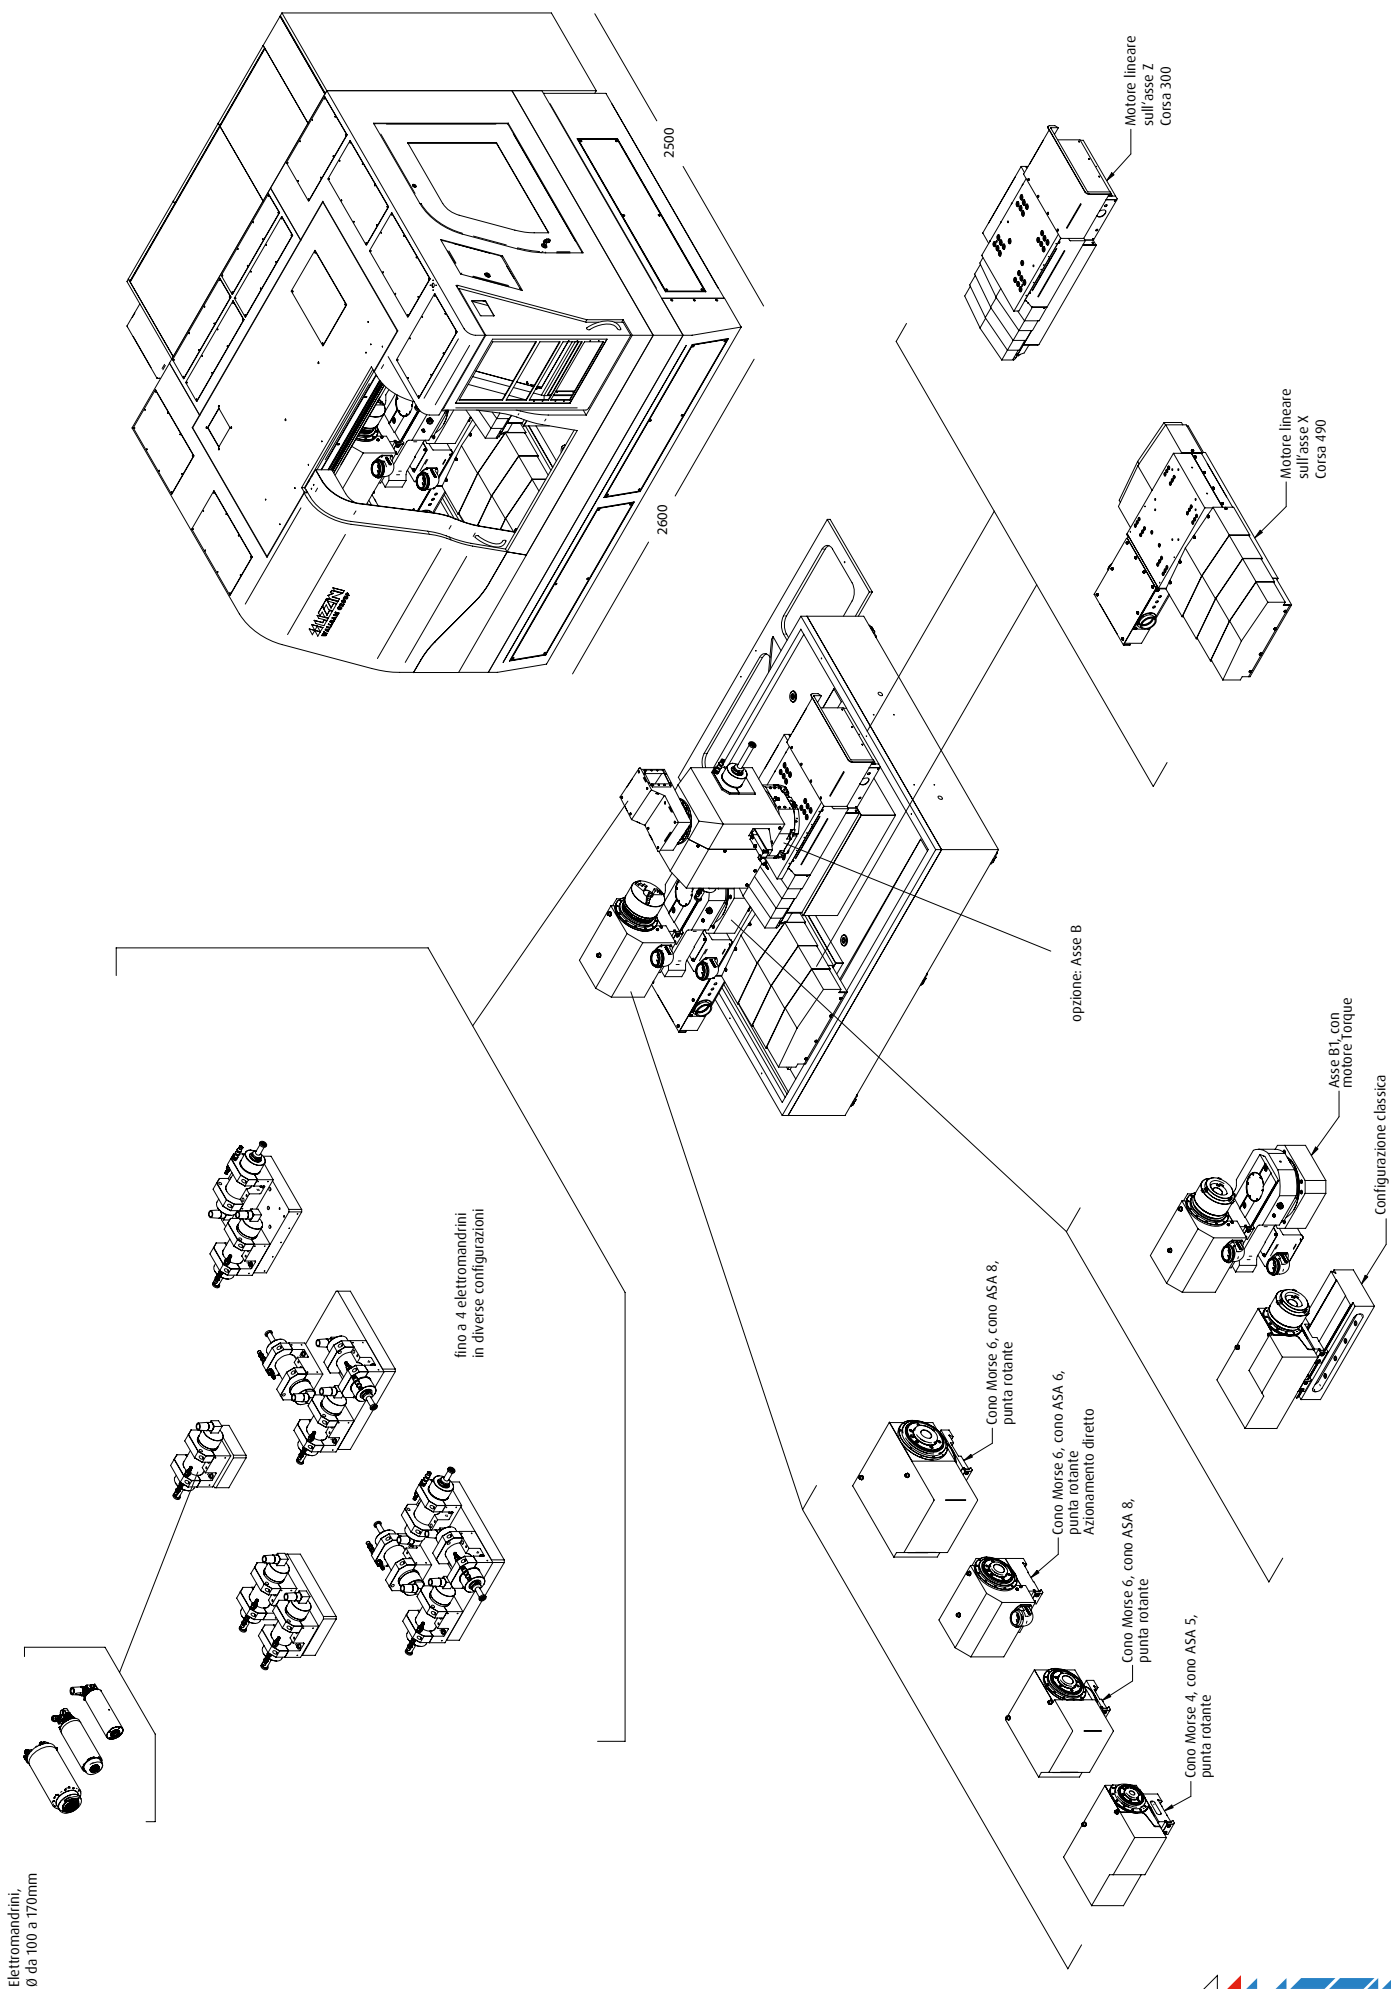 Elettromandrini,
Ø da 100 a 170mm
fino a 4 elettromandrini
in diverse configurazioni
2600
2500
Cono Morse 6, cono ASA 8,
punta rotante
Cono Morse 6, cono ASA 6,
punta rotante
Azionamento diretto
Cono Morse 6, cono ASA 8,
punta rotante
Cono Morse 4, cono ASA 5,
punta rotante
opzione: Asse B
Motore lineare
sull'asse Z
Corsa 300
Motore lineare
sull'asse X
Corsa 490
Asse B1, con
motore Torque
Configurazione classica